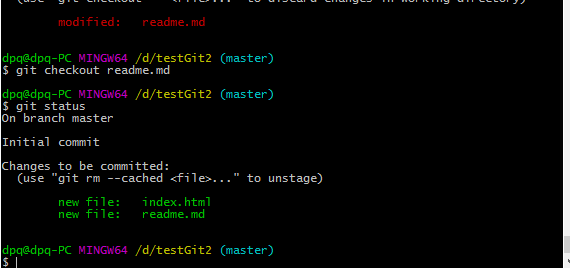 (use "git checkout -- <file>..." to discard changes in working directory)
modified:   readme.md
dpq@dpq-PC MINGW64 /d/testGit2 (master)
$ git checkout readme.md
dpq@dpq-PC MINGW64 /d/testGit2 (master)
$ git status
On branch master
Initial commit
Changes to be committed:
(use "git rm --cached <file>..." to unstage)
new file:   index.html
new file:   readme.md
dpq@dpq-PC MINGW64 /d/testGit2 (master)
$